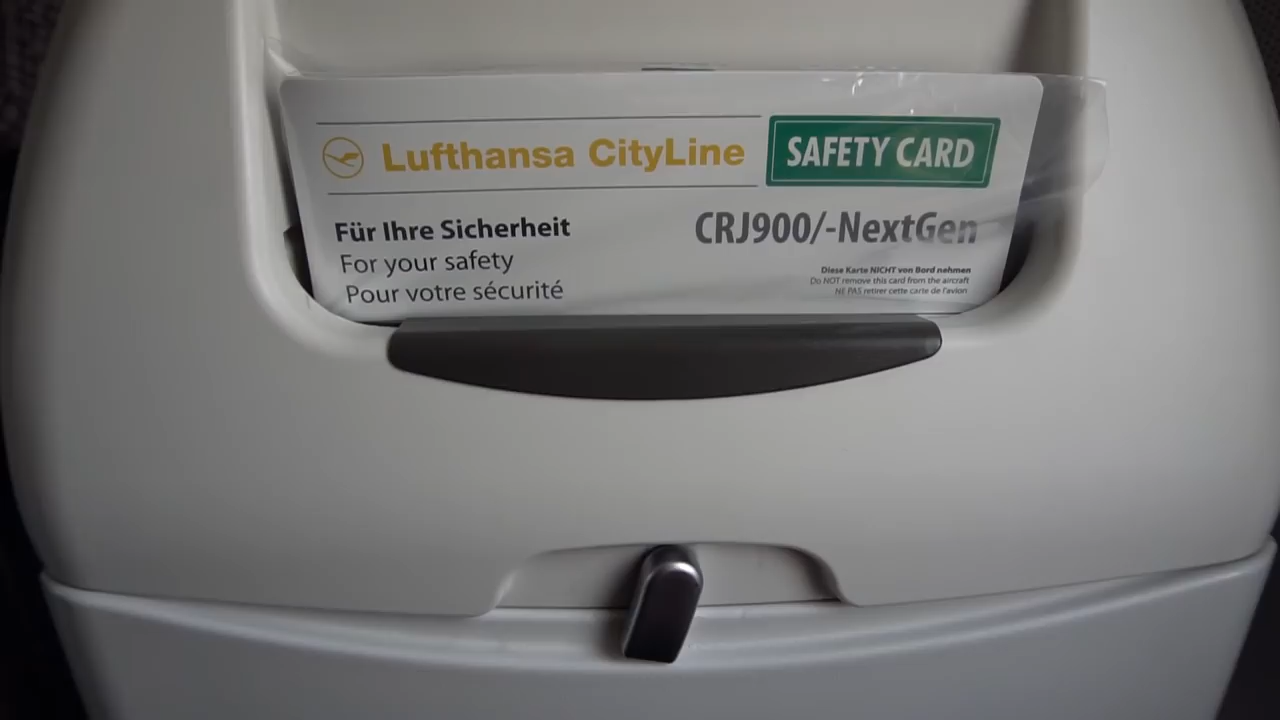 Lufthansa CityLine
SAFETY CARD
Für Ihre Sicherheit
For your safety
Pour votre sécurité
CRJ900/-NextGen
Diese Karte NICHT von Bord nehmen
Do NOT remove this card from the aircraft
NE PAS retirer cette carte de l'avion